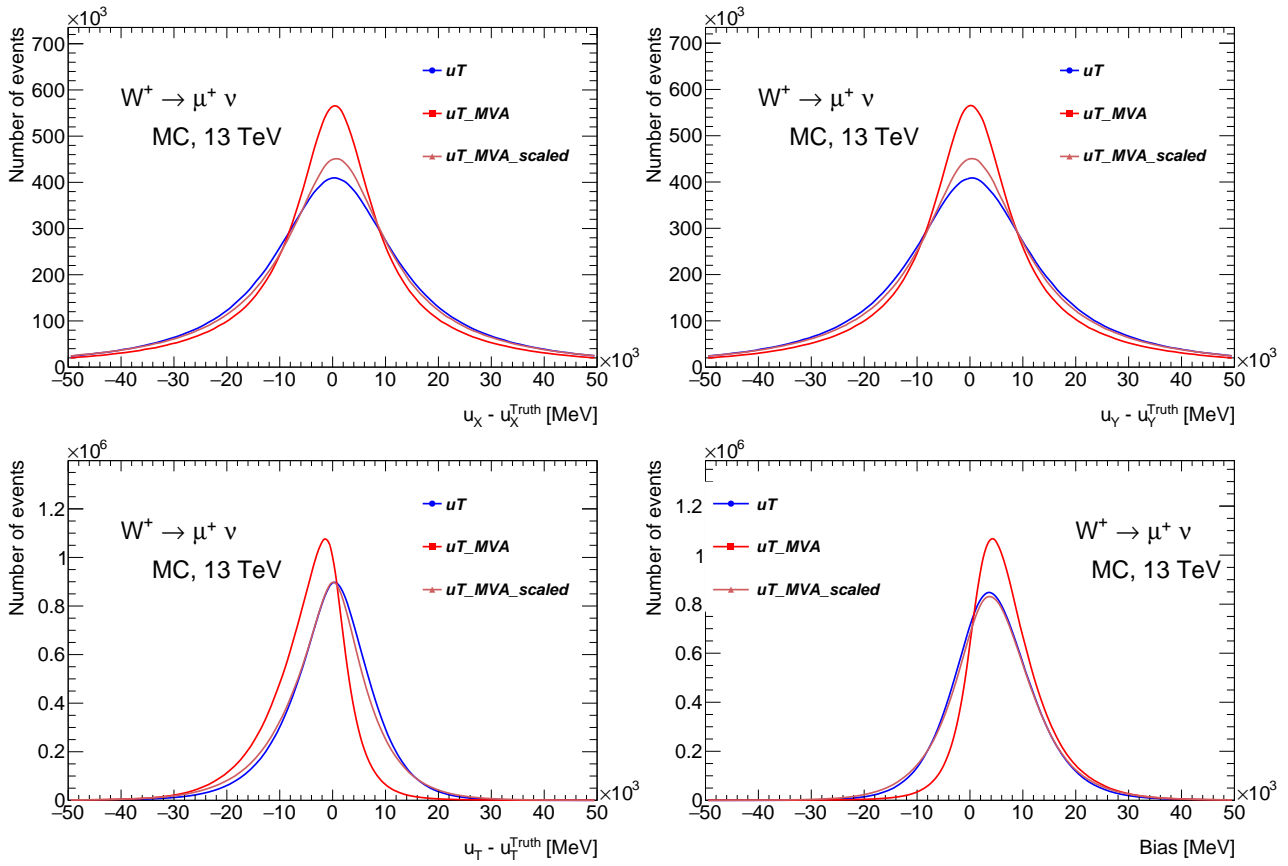 ×10³
Number of events
700
600
500
400
300
200
100
0
W⁺ → μ⁺ ν
MC, 13 TeV
uT
uT_MVA
uT_MVA_scaled
−50 −40 −30 −20 −10 0 10 20 30 40 50
×10³
u_X - u_X^Truth [MeV]
×10³
Number of events
700
600
500
400
300
200
100
0
W⁺ → μ⁺ ν
MC, 13 TeV
uT
uT_MVA
uT_MVA_scaled
−50 −40 −30 −20 −10 0 10 20 30 40 50
×10³
u_Y - u_Y^Truth [MeV]
×10⁶
Number of events
1.2
1
0.8
0.6
0.4
0.2
0
W⁺ → μ⁺ ν
MC, 13 TeV
uT
uT_MVA
uT_MVA_scaled
−50 −40 −30 −20 −10 0 10 20 30 40 50
×10³
u_T - u_T^Truth [MeV]
×10⁶
Number of events
1.2
1
0.8
0.6
0.4
0.2
0
uT
uT_MVA
uT_MVA_scaled
W⁺ → μ⁺ ν
MC, 13 TeV
−50 −40 −30 −20 −10 0 10 20 30 40 50
×10³
Bias [MeV]